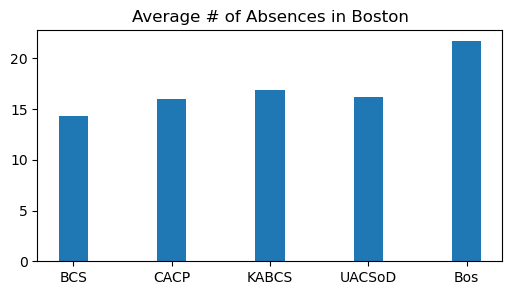 Average # of Absences in Boston
20
15
10
5
0
BCS CACP KABCS UACSoD Bos